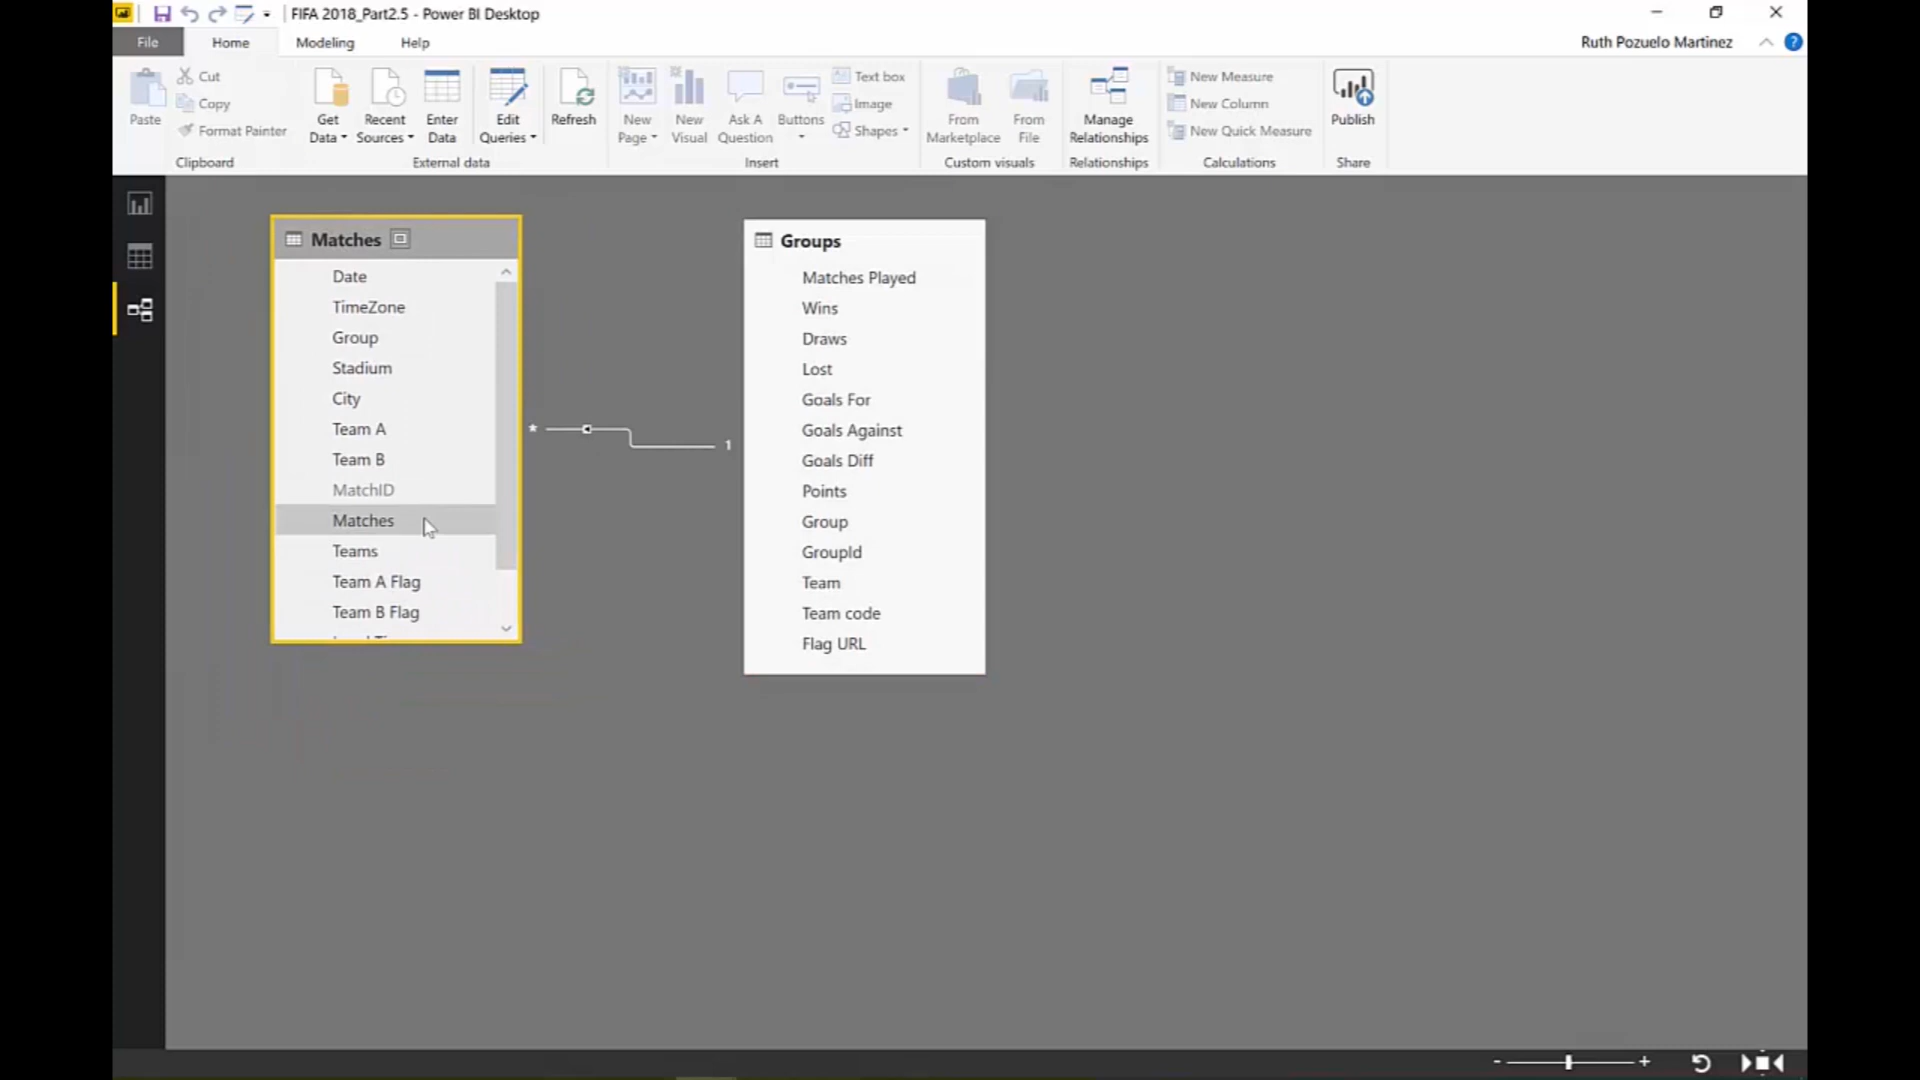 FIFA 2018_Part2.5 - Power BI Desktop
File
Home
Modeling
Help
Ruth Pozuelo Martinez
?
Paste
Cut
Copy
Format Painter
Clipboard
Get Data
Recent Sources
Enter Data
Edit Queries
Refresh
External data
New Page
New Visual
Ask A Question
Buttons
Text box
Image
Shapes
Insert
From Marketplace
From File
Custom visuals
Manage Relationships
Relationships
New Measure
New Column
New Quick Measure
Calculations
Publish
Share
Matches
Date
TimeZone
Group
Stadium
City
Team A
Team B
MatchID
Matches
Teams
Team A Flag
Team B Flag
*
1
Groups
Matches Played
Wins
Draws
Lost
Goals For
Goals Against
Goals Diff
Points
Group
GroupId
Team
Team code
Flag URL